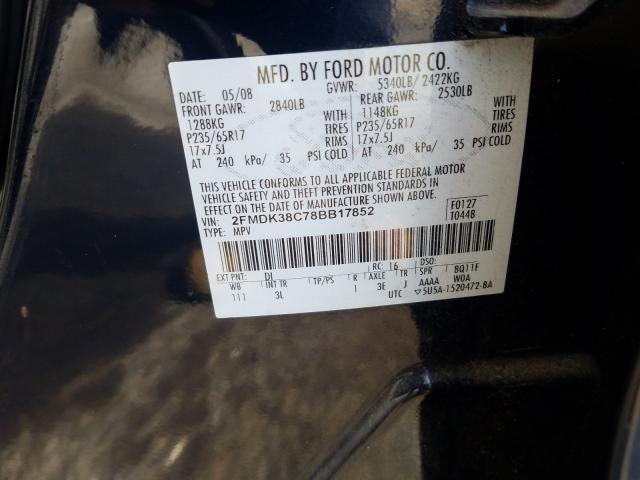 MFD. BY FORD MOTOR CO.
DATE: 05/08 GVWR: 5340LB/ 2422KG
FRONT GAWR: 2840LB REAR GAWR: 2530LB
1288KG WITH 1148KG WITH
P235/65R17 TIRES P235/65R17 TIRES
17x7.5J RIMS 17x7.5J RIMS
AT 240 kPa/ 35 PSI COLD AT 240 kPa/ 35 PSI COLD
THIS VEHICLE CONFORMS TO ALL APPLICABLE FEDERAL MOTOR
VEHICLE SAFETY AND THEFT PREVENTION STANDARDS IN
EFFECT ON THE DATE OF MANUFACTURE SHOWN ABOVE.
VIN: 2FMDK38C78BB17852 F0127
TYPE: MPV T0448
EXT PNT: DI RC: 16 DSO:
WB INT TR TP/PS R AXLE TR SPR BQ11F
111 3L I 3E J AAAA WOA
UTC ▽5U5A-1520472-BA